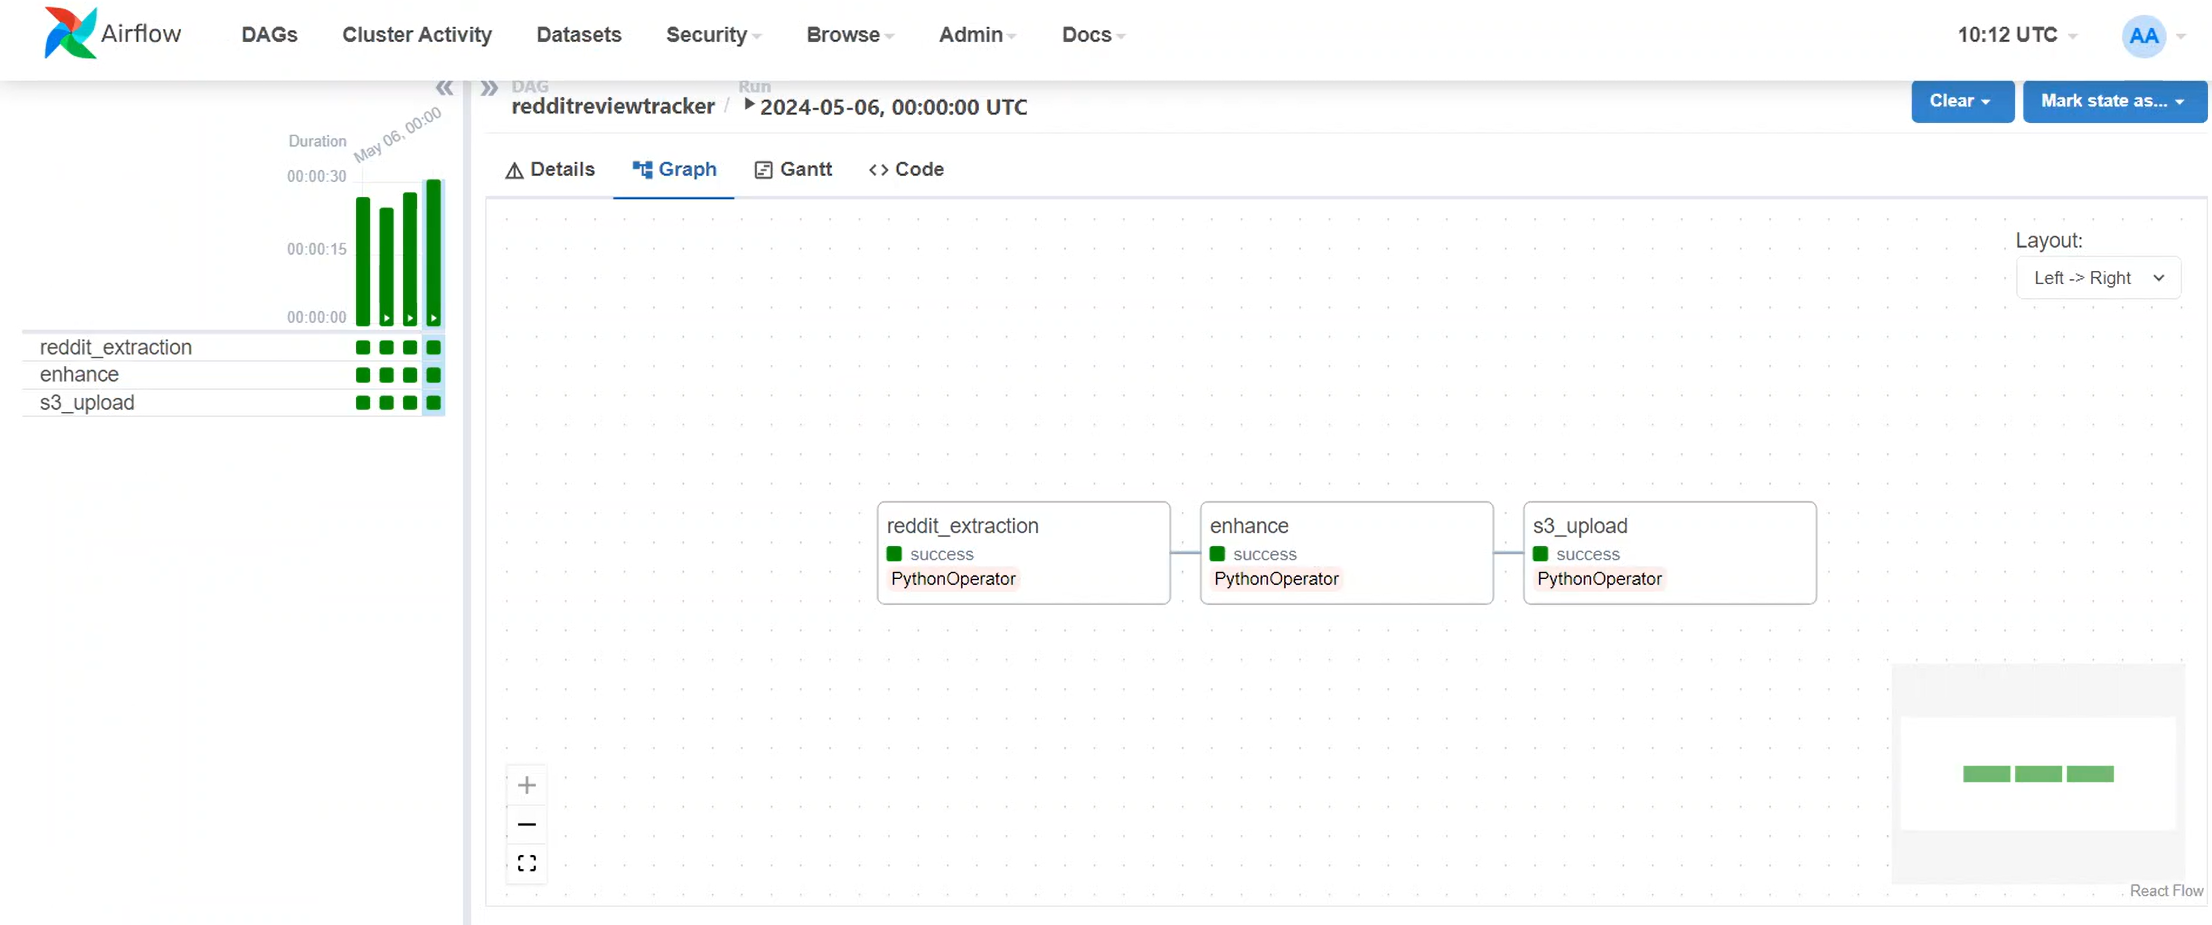 Airflow DAGs Cluster Activity Datasets Security Browse Admin Docs 10:12 UTC AA
DAG Run
redditreviewtracker / 2024-05-06, 00:00:00 UTC
Clear Mark state as...
May 06, 00:00
Duration
00:00:30
00:00:15
00:00:00
reddit_extraction
enhance
s3_upload
Details Graph Gantt Code
Layout:
Left -> Right
reddit_extraction
success
PythonOperator
enhance
success
PythonOperator
s3_upload
success
PythonOperator
React Flow